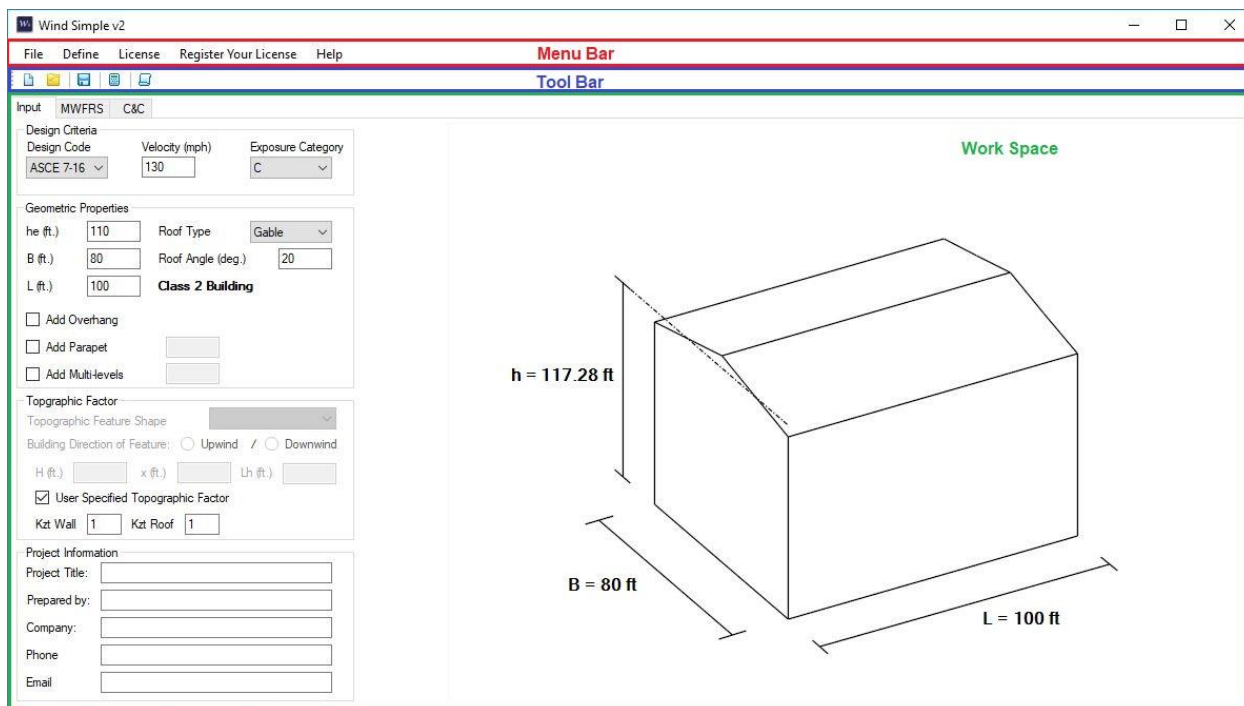 Wind Simple v2
File Define License Register Your License Help Menu Bar
Tool Bar
Input MWFRS C&C
Design Criteria
Design Code Velocity (mph) Exposure Category
ASCE 7-16 130 C
Work Space
Geometric Properties
he (ft.) 110 Roof Type Gable
B (ft.) 80 Roof Angle (deg.) 20
L (ft.) 100 Class 2 Building
Add Overhang
Add Parapet
Add Multi-levels
h = 117.28 ft
B = 80 ft
L = 100 ft
Topgraphic Factor
Topographic Feature Shape
Building Direction of Feature: Upwind / Downwind
H (ft.) x (ft.) Lh (ft.)
User Specified Topographic Factor
Kzt Wall 1 Kzt Roof 1
Project Information
Project Title:
Prepared by:
Company:
Phone
Email